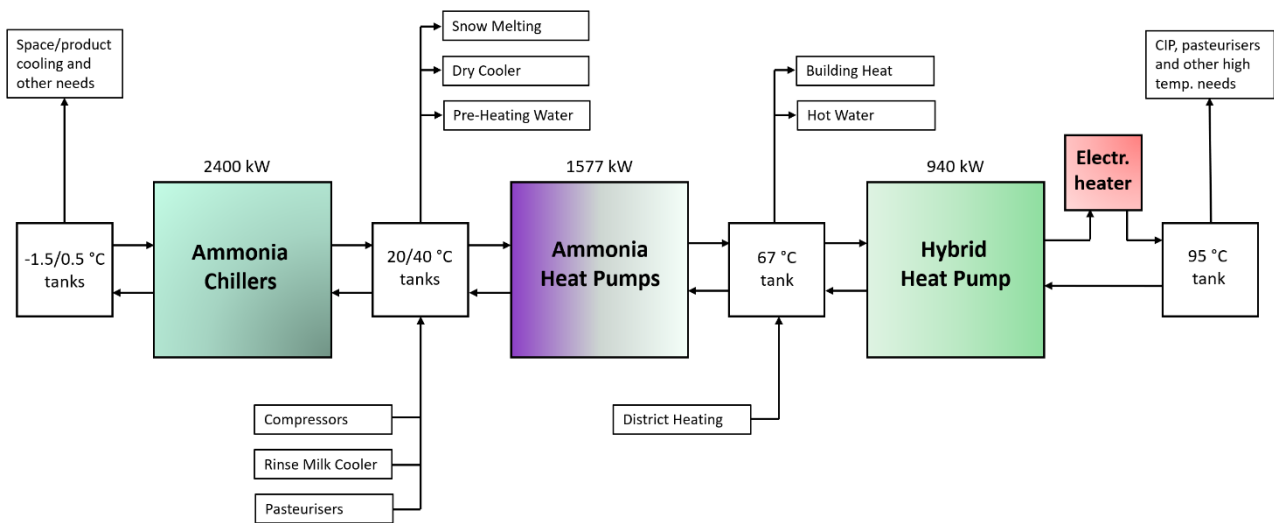 Space/product
cooling and
other needs
Snow Melting
Dry Cooler
Pre-Heating Water
Building Heat
Hot Water
CIP, pasteurisers
and other high
temp. needs
2400 kW
1577 kW
940 kW
Electr.
heater
-1.5/0.5 °C
tanks
Ammonia
Chillers
20/40 °C
tanks
Ammonia
Heat Pumps
67 °C
tank
Hybrid
Heat Pump
95 °C
tank
Compressors
Rinse Milk Cooler
Pasteurisers
District Heating